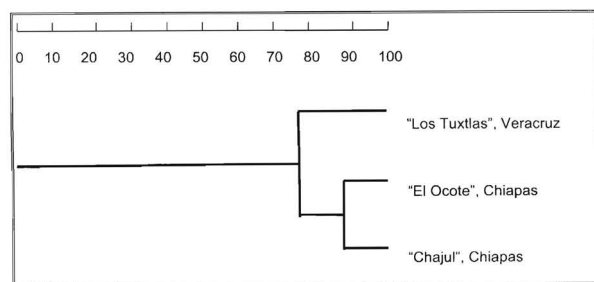 0 10 20 30 40 50 60 70 80 90 100
"Los Tuxtlas", Veracruz
"El Ocote", Chiapas
"Chajul", Chiapas